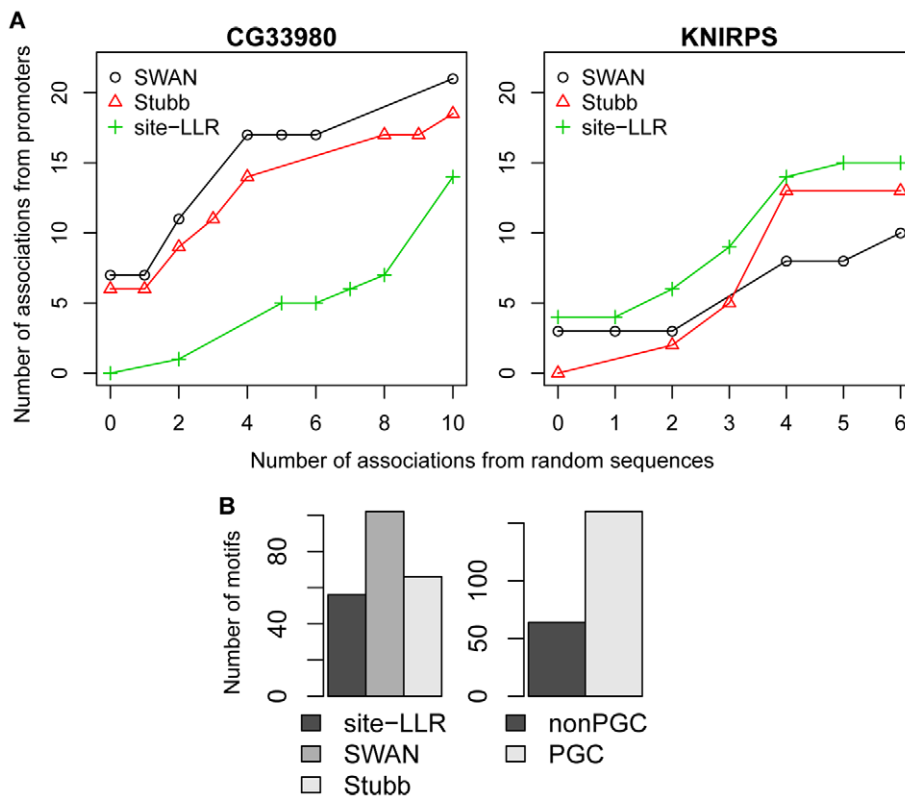 A
CG33980
KNIRPS
Number of associations from promoters
SWAN
Stubb
site−LLR
0
5
10
15
20
0 2 4 6 8 10
SWAN
Stubb
site−LLR
0
5
10
15
20
0 1 2 3 4 5 6
Number of associations from random sequences
B
Number of motifs
0
40
80
0
50
100
site−LLR
SWAN
Stubb
nonPGC
PGC